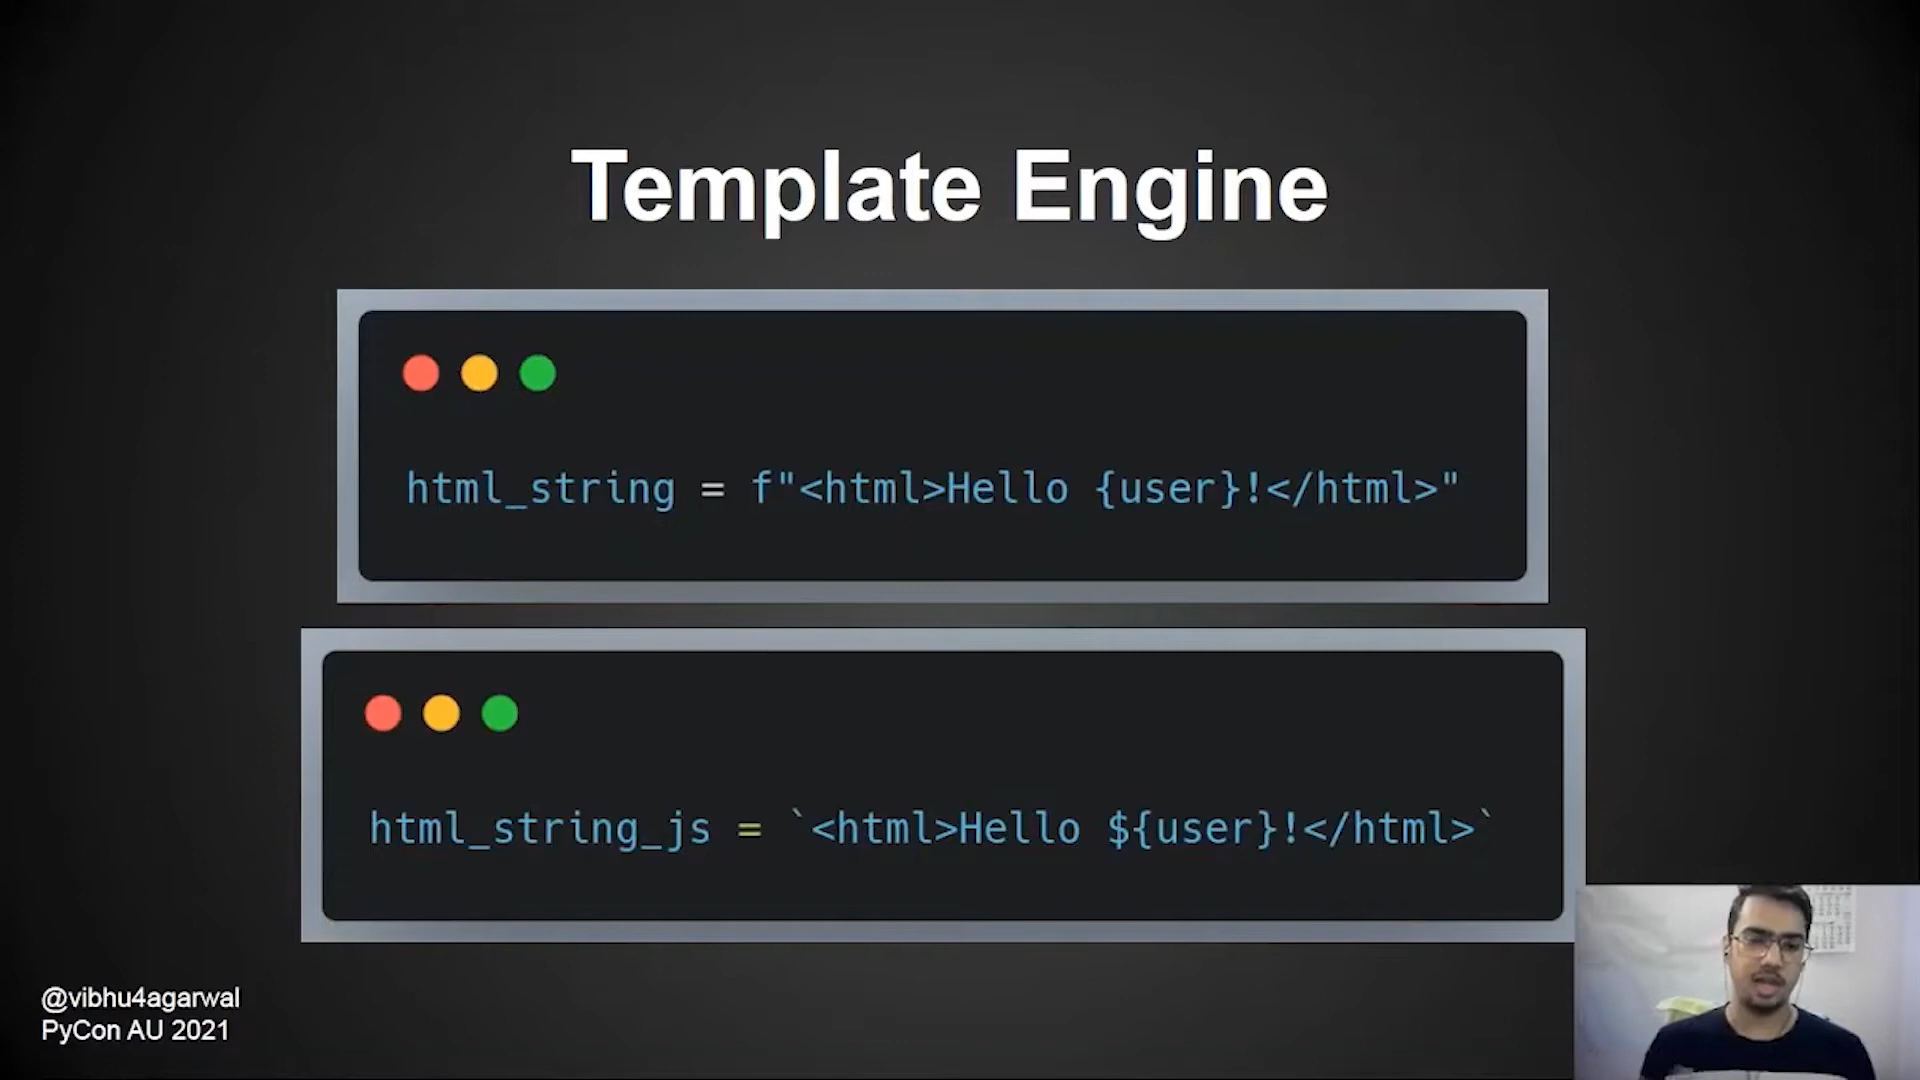 Template Engine
html_string = f"<html>Hello {user}!</html>"
html_string_js = `<html>Hello ${user}!</html>`
@vibhu4agarwal
PyCon AU 2021